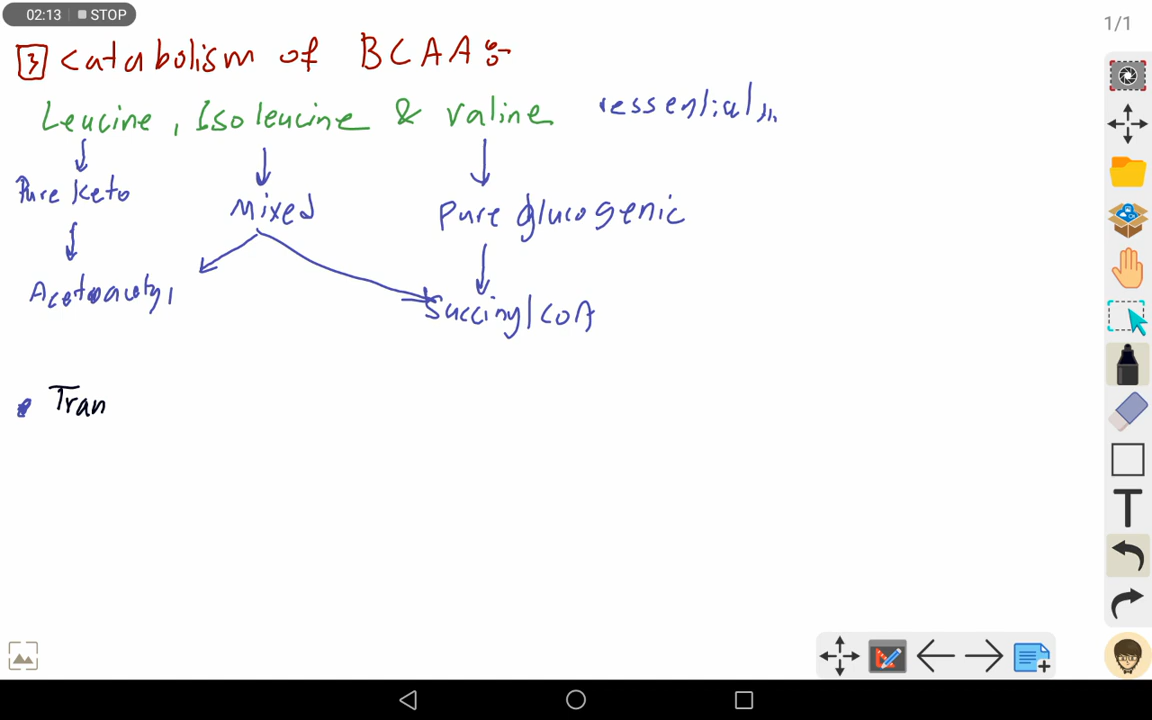 02:13 STOP
1/1
3 Catabolism of BCAA :-
Leucine, Isoleucine & valine essential
Pure Keto
Mixed
Pure glucogenic
Acetoacetyl
Succinyl CoA
• Tran
T